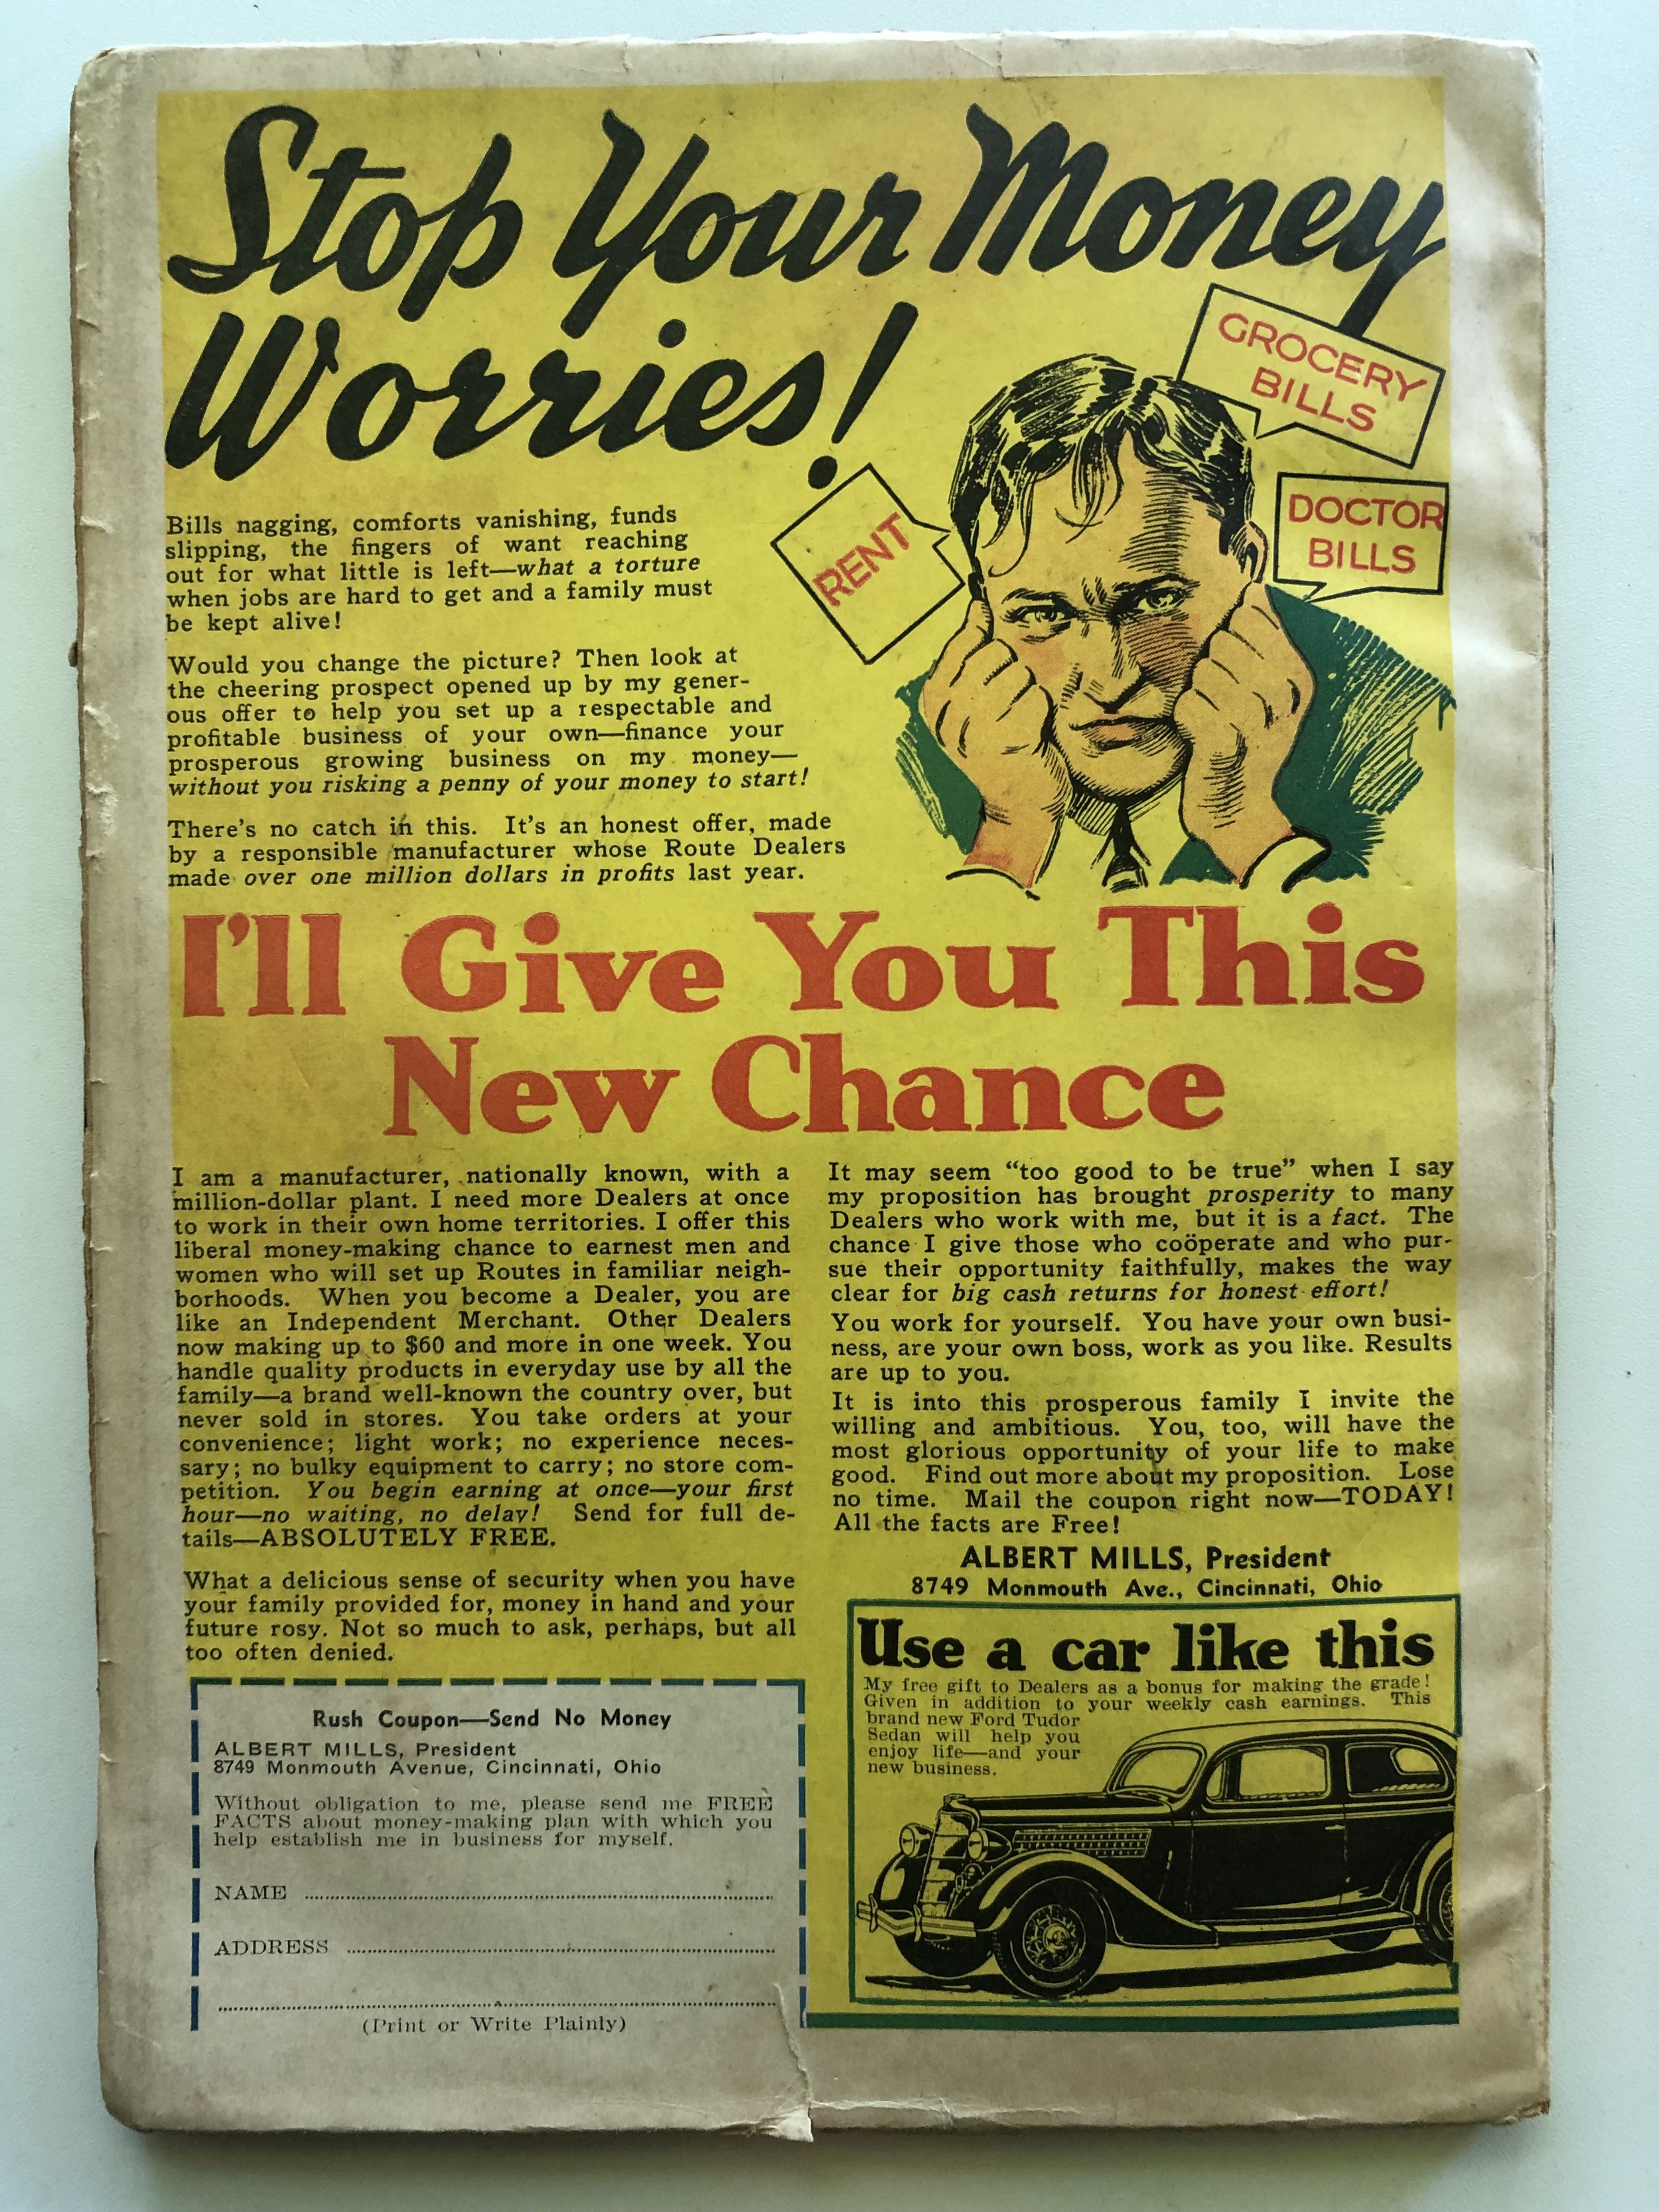 Stop Your Money
Worries!
GROCERY
BILLS
RENT
DOCTOR
BILLS
Bills nagging, comforts vanishing, funds
slipping, the fingers of want reaching
out for what little is left—what a torture
when jobs are hard to get and a family must
be kept alive!
Would you change the picture? Then look at
the cheering prospect opened up by my gener-
ous offer to help you set up a respectable and
profitable business of your own—finance your
prosperous growing business on my money—
without you risking a penny of your money to start!
There's no catch in this. It's an honest offer, made
by a responsible manufacturer whose Route Dealers
made over one million dollars in profits last year.
I'll Give You This
New Chance
I am a manufacturer, nationally known, with a
million-dollar plant. I need more Dealers at once
to work in their own home territories. I offer this
liberal money-making chance to earnest men and
women who will set up Routes in familiar neigh-
borhoods. When you become a Dealer, you are
like an Independent Merchant. Other Dealers
now making up to $60 and more in one week. You
handle quality products in everyday use by all the
family—a brand well-known the country over, but
never sold in stores. You take orders at your
convenience; light work; no experience neces-
sary; no bulky equipment to carry; no store com-
petition. You begin earning at once—your first
hour—no waiting, no delay! Send for full de-
tails—ABSOLUTELY FREE.
What a delicious sense of security when you have
your family provided for, money in hand and your
future rosy. Not so much to ask, perhaps, but all
too often denied.
It may seem "too good to be true" when I say
my proposition has brought prosperity to many
Dealers who work with me, but it is a fact. The
chance I give those who coöperate and who pur-
sue their opportunity faithfully, makes the way
clear for big cash returns for honest effort!
You work for yourself. You have your own busi-
ness, are your own boss, work as you like. Results
are up to you.
It is into this prosperous family I invite the
willing and ambitious. You, too, will have the
most glorious opportunity of your life to make
good. Find out more about my proposition. Lose
no time. Mail the coupon right now—TODAY!
All the facts are Free!
ALBERT MILLS, President
8749 Monmouth Ave., Cincinnati, Ohio
Rush Coupon—Send No Money
ALBERT MILLS, President
8749 Monmouth Avenue, Cincinnati, Ohio
Without obligation to me, please send me FREE
FACTS about money-making plan with which you
help establish me in business for myself.
NAME
ADDRESS
(Print or Write Plainly)
Use a car like this
My free gift to Dealers as a bonus for making the grade!
Given in addition to your weekly cash earnings. This
brand new Ford Tudor
Sedan will help you
enjoy life—and your
new business.